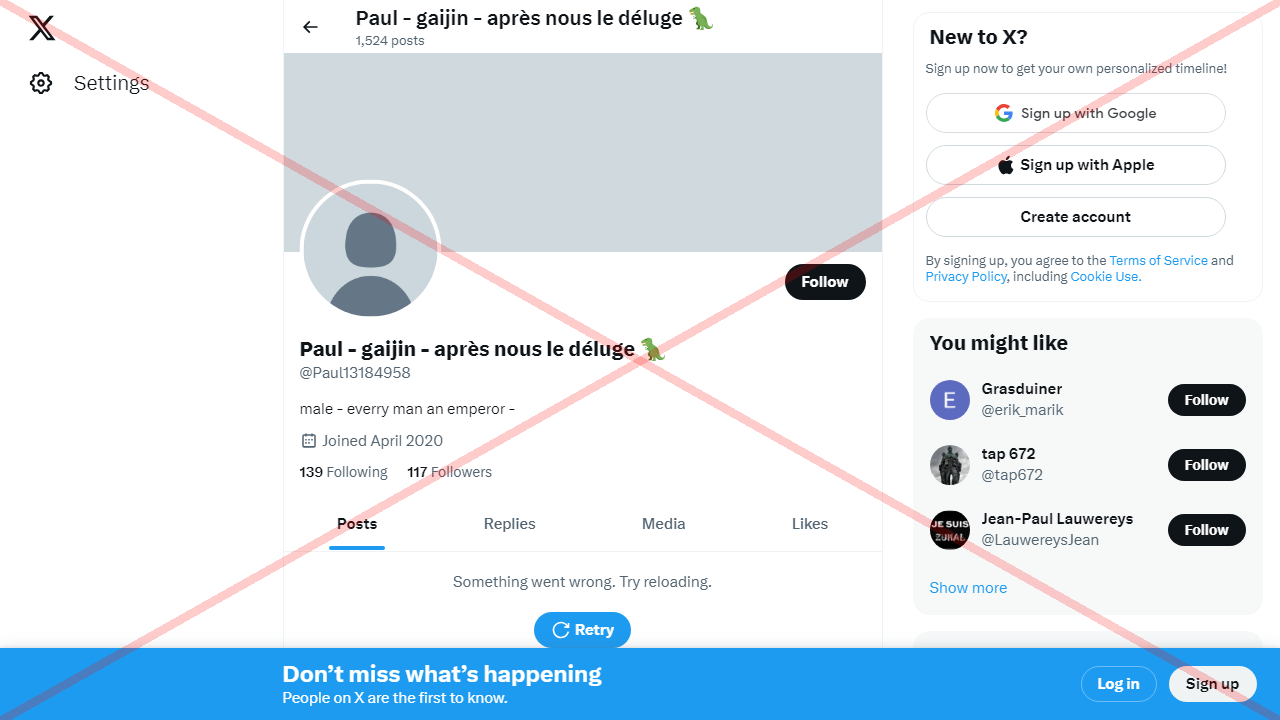 Paul - gaijin - après nous le déluge 🦖
1,524 posts
Settings
Follow
Paul - gaijin - après nous le déluge 🦖
@Paul13184958
male - everry man an emperor -
Joined April 2020
139 Following 117 Followers
Posts Replies Media Likes
Something went wrong. Try reloading.
Retry
New to X?
Sign up now to get your own personalized timeline!
Sign up with Google
Sign up with Apple
Create account
By signing up, you agree to the Terms of Service and
Privacy Policy, including Cookie Use.
You might like
E
Grasduiner
@erik_marik
Follow
tap 672
@tap672
Follow
JE SUIS
ZUHAL
Jean-Paul Lauwereys
@LauwereysJean
Follow
Show more
Don’t miss what’s happening
People on X are the first to know.
Log in
Sign up